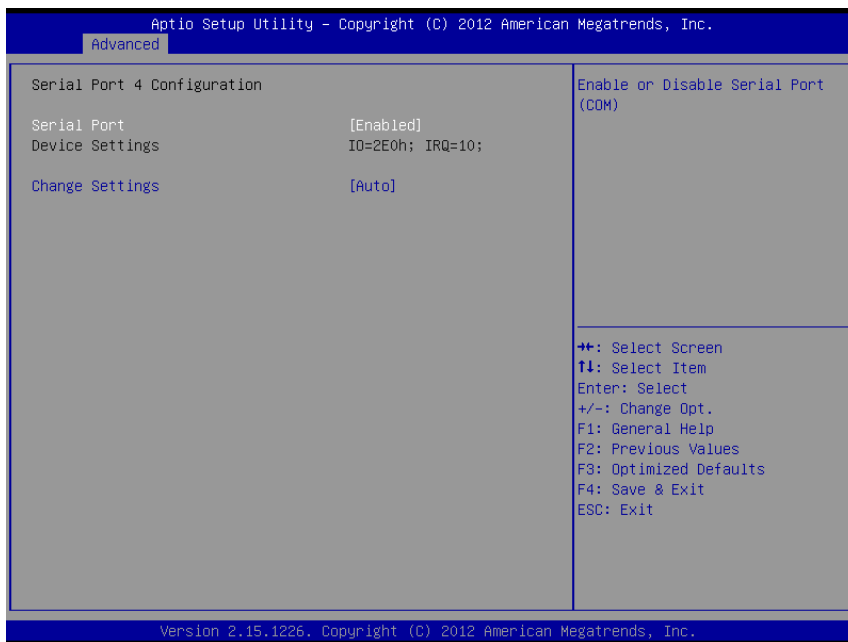 Aptio Setup Utility – Copyright (C) 2012 American Megatrends, Inc.
Advanced
Serial Port 4 Configuration
Serial Port [Enabled]
Device Settings IO=2E0h; IRQ=10;
Change Settings [Auto]
Enable or Disable Serial Port
(COM)
→←: Select Screen
↑↓: Select Item
Enter: Select
+/-: Change Opt.
F1: General Help
F2: Previous Values
F3: Optimized Defaults
F4: Save & Exit
ESC: Exit
Version 2.15.1226. Copyright (C) 2012 American Megatrends, Inc.